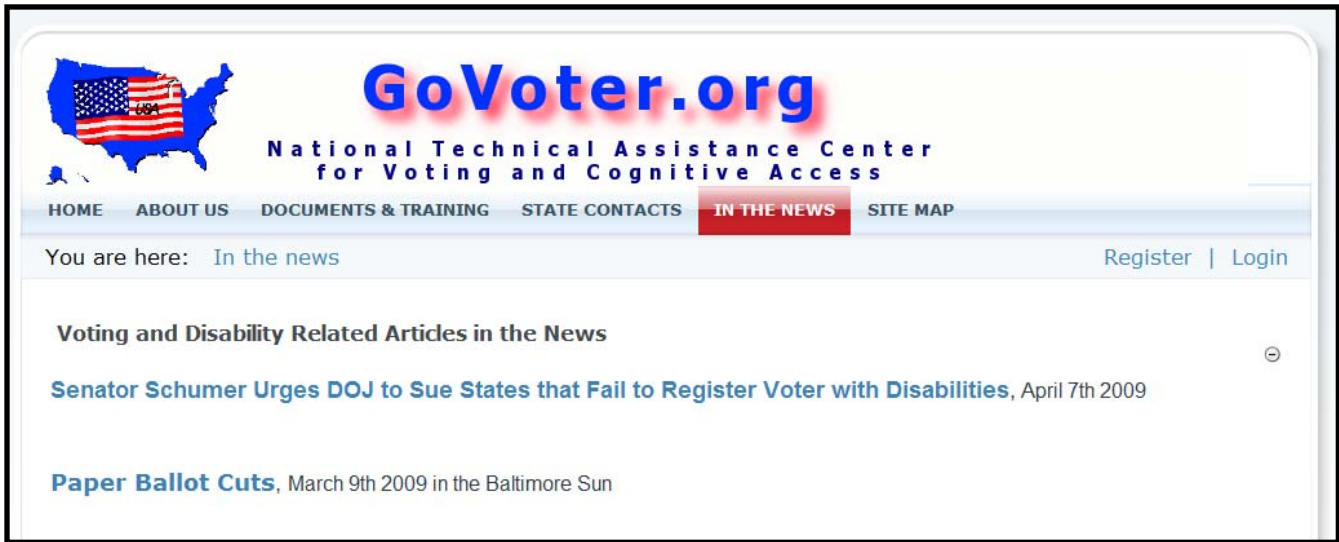 USA
GoVoter.org
National Technical Assistance Center
for Voting and Cognitive Access
HOME ABOUT US DOCUMENTS & TRAINING STATE CONTACTS IN THE NEWS SITE MAP
You are here: In the news Register | Login
Voting and Disability Related Articles in the News
Senator Schumer Urges DOJ to Sue States that Fail to Register Voter with Disabilities, April 7th 2009
Paper Ballot Cuts, March 9th 2009 in the Baltimore Sun